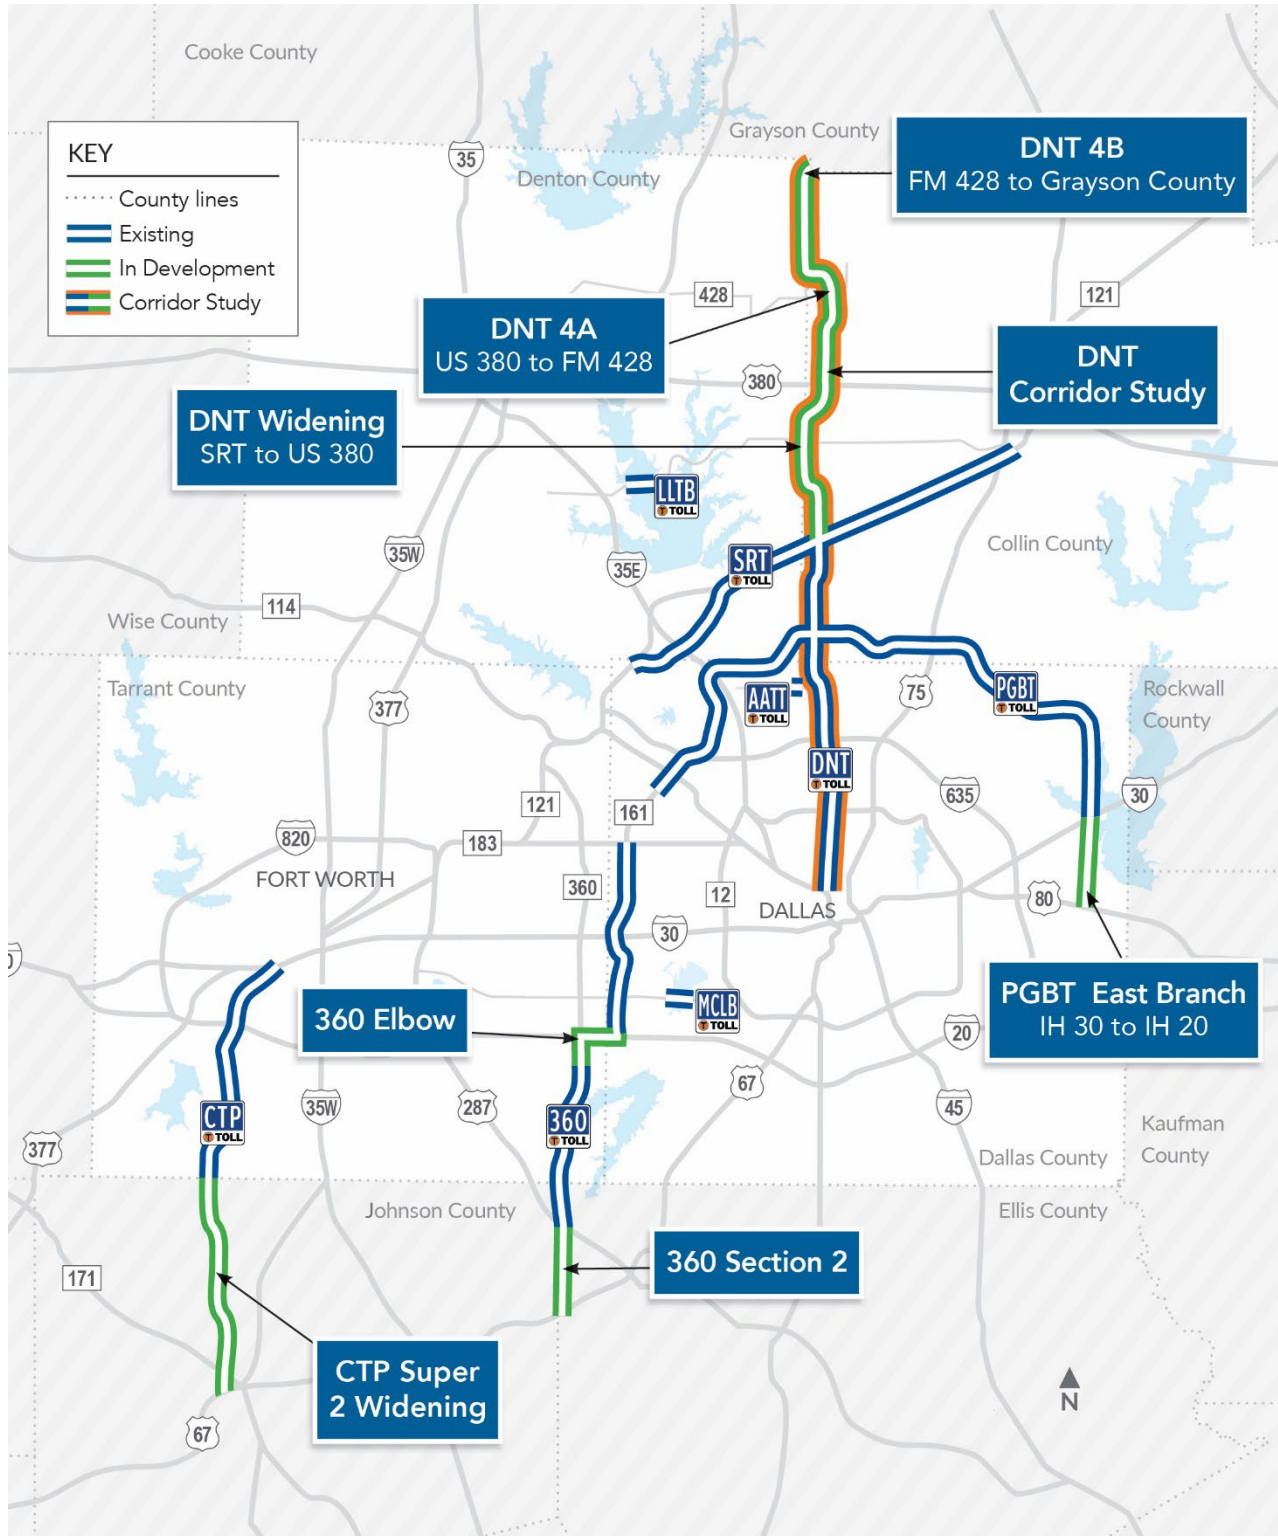 Cooke County
Grayson County
KEY
County lines
Existing
In Development
Corridor Study
35
Denton County
DNT 4B
FM 428 to Grayson County
428
121
DNT 4A
US 380 to FM 428
DNT
Corridor Study
380
DNT Widening
SRT to US 380
LLTB
TOLL
35W
35E
SRT
TOLL
Collin County
114
Wise County
Tarrant County
377
AATT
TOLL
75
PGBT
TOLL
Rockwall
County
DNT
TOLL
121
161
635
30
820
183
FORT WORTH
360
12
DALLAS
80
30
360 Elbow
MCLB
TOLL
PGBT East Branch
IH 30 to IH 20
20
CTP
TOLL
35W
287
360
TOLL
67
45
377
Kaufman
County
Dallas County
Johnson County
Ellis County
171
360 Section 2
CTP Super
2 Widening
67
N